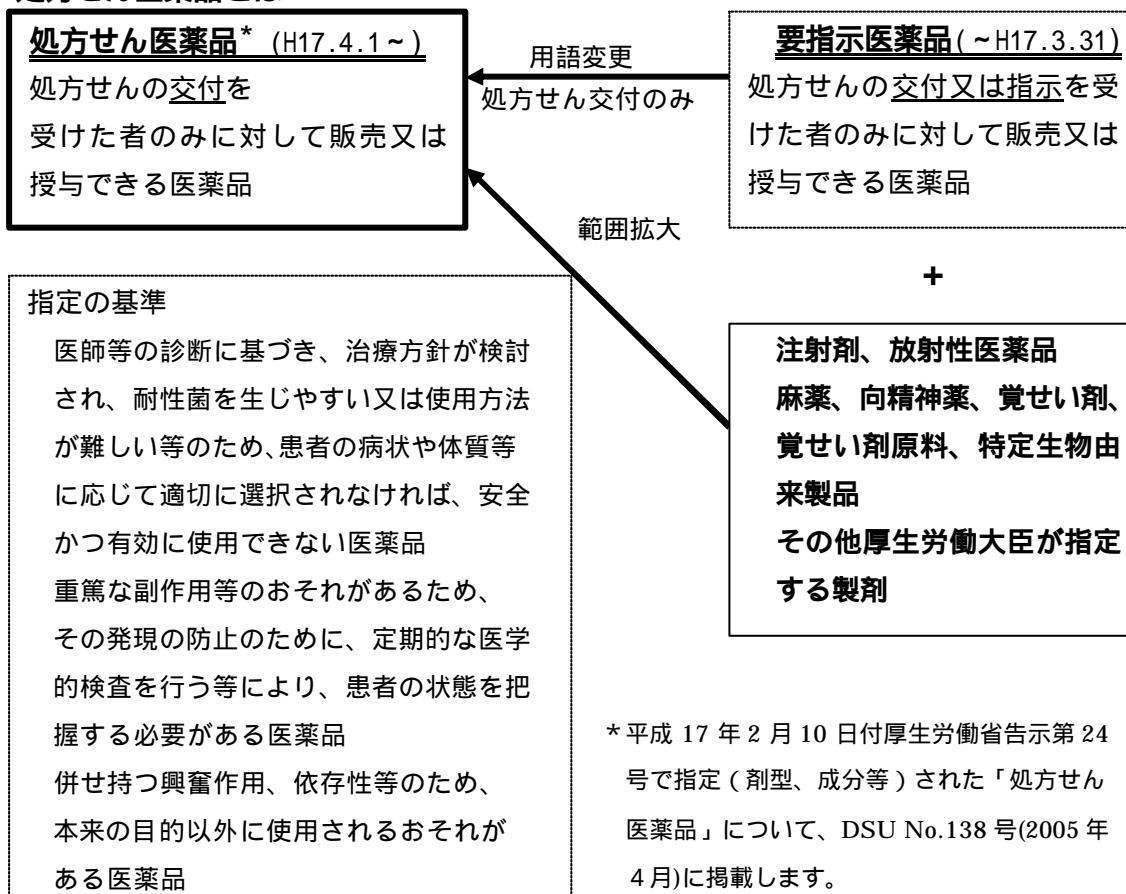 処方せん医薬品* (H17.4.1~)
処方せんの交付を
受けた者のみに対して販売又は
授与できる医薬品
用語変更
処方せん交付のみ
要指示医薬品(~H17.3.31)
処方せんの交付又は指示を受
けた者のみに対して販売又は
授与できる医薬品
範囲拡大
+
注射剤、放射性医薬品
麻薬、向精神薬、覚せい剤、
覚せい剤原料、特定生物由
来製品
その他厚生労働大臣が指定
する製剤
指定の基準
医師等の診断に基づき、治療方針が検討
され、耐性菌を生じやすい又は使用方法
が難しい等のため、患者の病状や体質等
に応じて適切に選択されなければ、安全
かつ有効に使用できない医薬品
重篤な副作用等のおそれがあるため、
その発現の防止のために、定期的な医学
的検査を行う等により、患者の状態を把
握する必要がある医薬品
併せ持つ興奮作用、依存性等のため、
本来の目的以外に使用されるおそれが
ある医薬品
*平成 17 年 2 月 10 日付厚生労働省告示第 24
号で指定(剤型、成分等)された「処方せん
医薬品」について、DSU No.138 号(2005 年
4月)に掲載します。